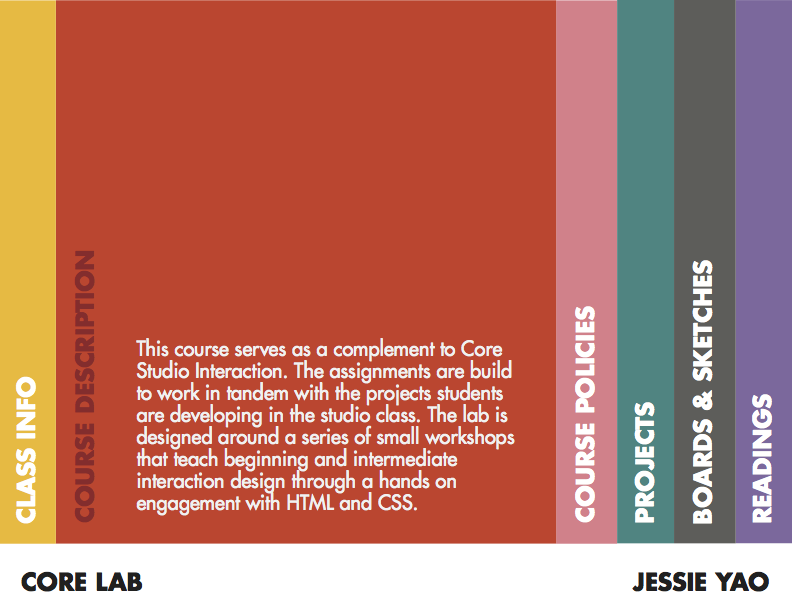 CLASS INFO
COURSE DESCRIPTION
This course serves as a complement to Core
Studio Interaction. The assignments are build
to work in tandem with the projects students
are developing in the studio class. The lab is
designed around a series of small workshops
that teach beginning and intermediate
interaction design through a hands on
engagement with HTML and CSS.
COURSE POLICIES
PROJECTS
BOARDS & SKETCHES
READINGS
CORE LAB
JESSIE YAO